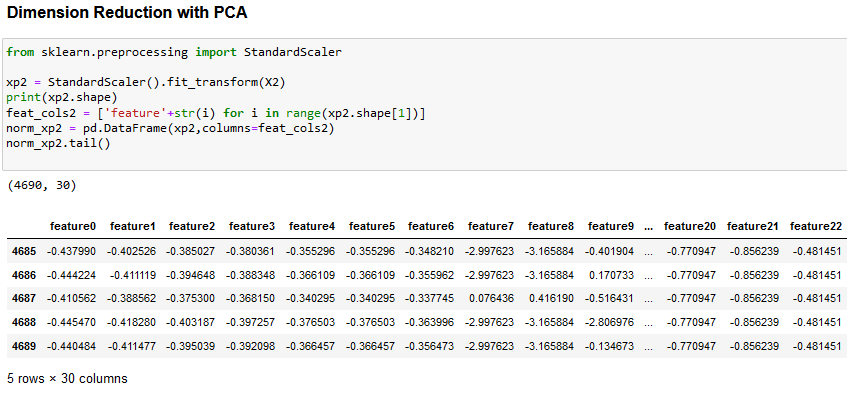 Dimension Reduction with PCA
from sklearn.preprocessing import StandardScaler
xp2 = StandardScaler().fit_transform(X2)
print(xp2.shape)
feat_cols2 = ['feature'+str(i) for i in range(xp2.shape[1])]
norm_xp2 = pd.DataFrame(xp2,columns=feat_cols2)
norm_xp2.tail()
(4690, 30)
feature0 feature1 feature2 feature3 feature4 feature5 feature6 feature7 feature8 feature9 ... feature20 feature21 feature22
4685 -0.437990 -0.402526 -0.385027 -0.380361 -0.355296 -0.355296 -0.348210 -2.997623 -3.165884 -0.401904 ... -0.770947 -0.856239 -0.481451
4686 -0.444224 -0.411119 -0.394648 -0.388348 -0.366109 -0.366109 -0.355962 -2.997623 -3.165884 0.170733 ... -0.770947 -0.856239 -0.481451
4687 -0.410562 -0.388562 -0.375300 -0.368150 -0.340295 -0.340295 -0.337745 0.076436 0.416190 -0.516431 ... -0.770947 -0.856239 -0.481451
4688 -0.445470 -0.418280 -0.403187 -0.397257 -0.376503 -0.376503 -0.363996 -2.997623 -3.165884 -2.806976 ... -0.770947 -0.856239 -0.481451
4689 -0.440484 -0.411477 -0.395039 -0.392098 -0.366457 -0.366457 -0.356473 -2.997623 -3.165884 -0.134673 ... -0.770947 -0.856239 -0.481451
5 rows × 30 columns